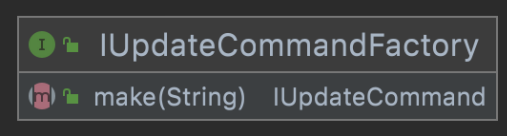 I IUpdateCommandFactory
m make(String) IUpdateCommand